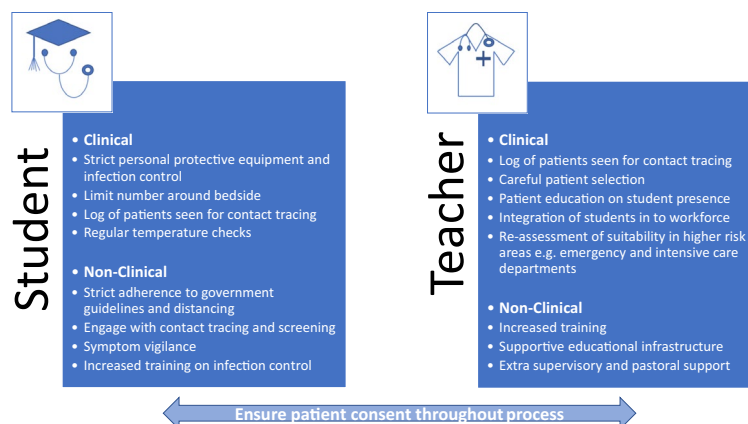 Student
• Clinical
• Strict personal protective equipment and
infection control
• Limit number around bedside
• Log of patients seen for contact tracing
• Regular temperature checks
• Non-Clinical
• Strict adherence to government
guidelines and distancing
• Engage with contact tracing and screening
• Symptom vigilance
• Increased training on infection control
Teacher
• Clinical
• Log of patients seen for contact tracing
• Careful patient selection
• Patient education on student presence
• Integration of students in to workforce
• Re-assessment of suitability in higher risk
areas e.g. emergency and intensive care
departments
• Non-Clinical
• Increased training
• Supportive educational infrastructure
• Extra supervisory and pastoral support
Ensure patient consent throughout process